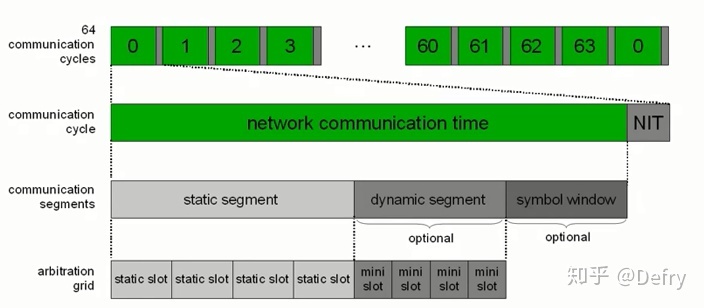 64
communication
cycles
0 1 2 3 ... 60 61 62 63 0
communication
cycle
network communication time NIT
communication
segments
static segment dynamic segment symbol window
optional optional
arbitration
grid
static slot static slot static slot static slot mini slot mini slot mini slot mini slot
知乎 @Defry